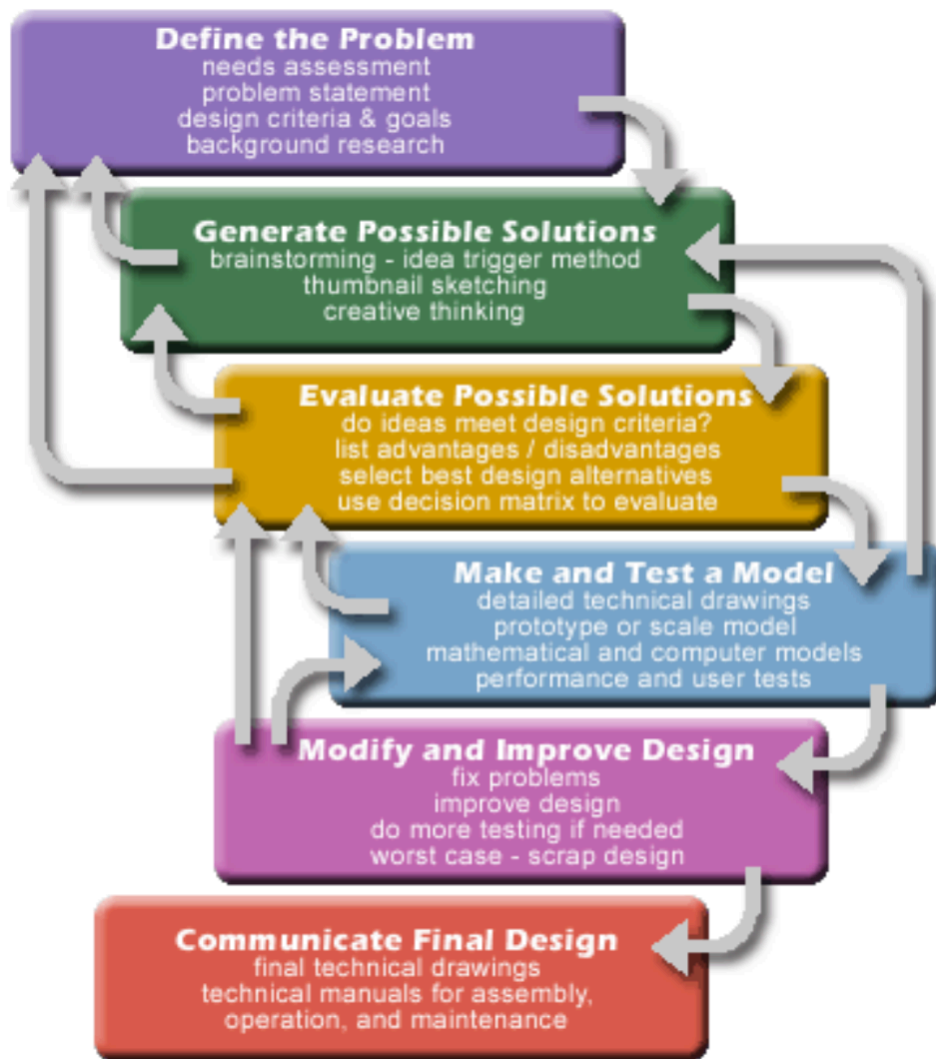 Define the Problem
needs assessment
problem statement
design criteria & goals
background research
Generate Possible Solutions
brainstorming - idea trigger method
thumbnail sketching
creative thinking
Evaluate Possible Solutions
do ideas meet design criteria?
list advantages / disadvantages
select best design alternatives
use decision matrix to evaluate
Make and Test a Model
detailed technical drawings
prototype or scale model
mathematical and computer models
performance and user tests
Modify and Improve Design
fix problems
improve design
do more testing if needed
worst case - scrap design
Communicate Final Design
final technical drawings
technical manuals for assembly,
operation, and maintenance